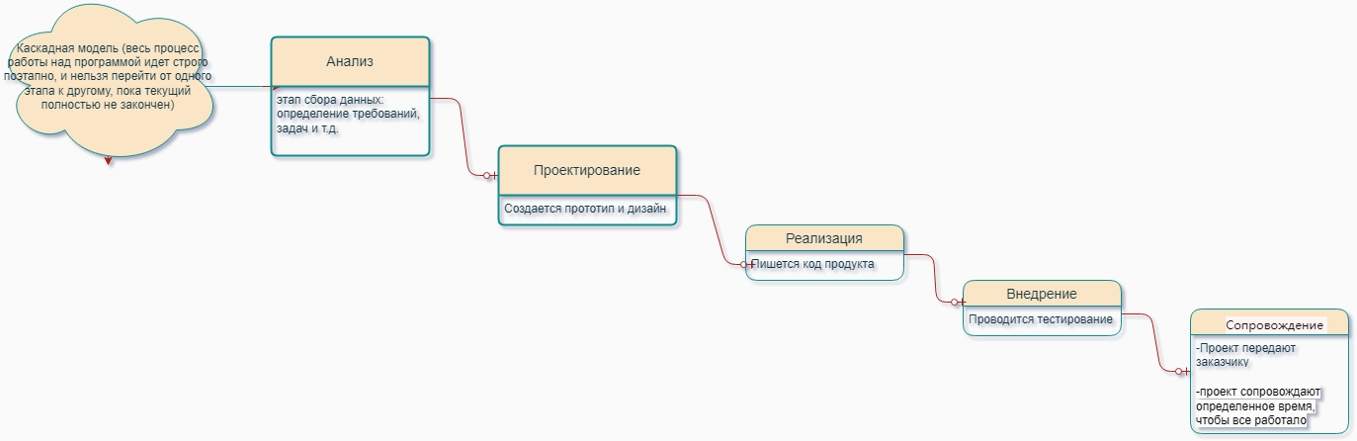 Каскадная модель (весь процесс
работы над программой идет строго
поэтапно, и нельзя перейти от одного
этапа к другому, пока текущий
полностью не закончен)
Анализ
этап сбора данных:
определение требований,
задач и т.д.
Проектирование
Создается прототип и дизайн
Реализация
Пишется код продукта
Внедрение
Проводится тестирование
Сопровождение
-Проект передают
заказчику
-проект сопровождают
определенное время,
чтобы все работало